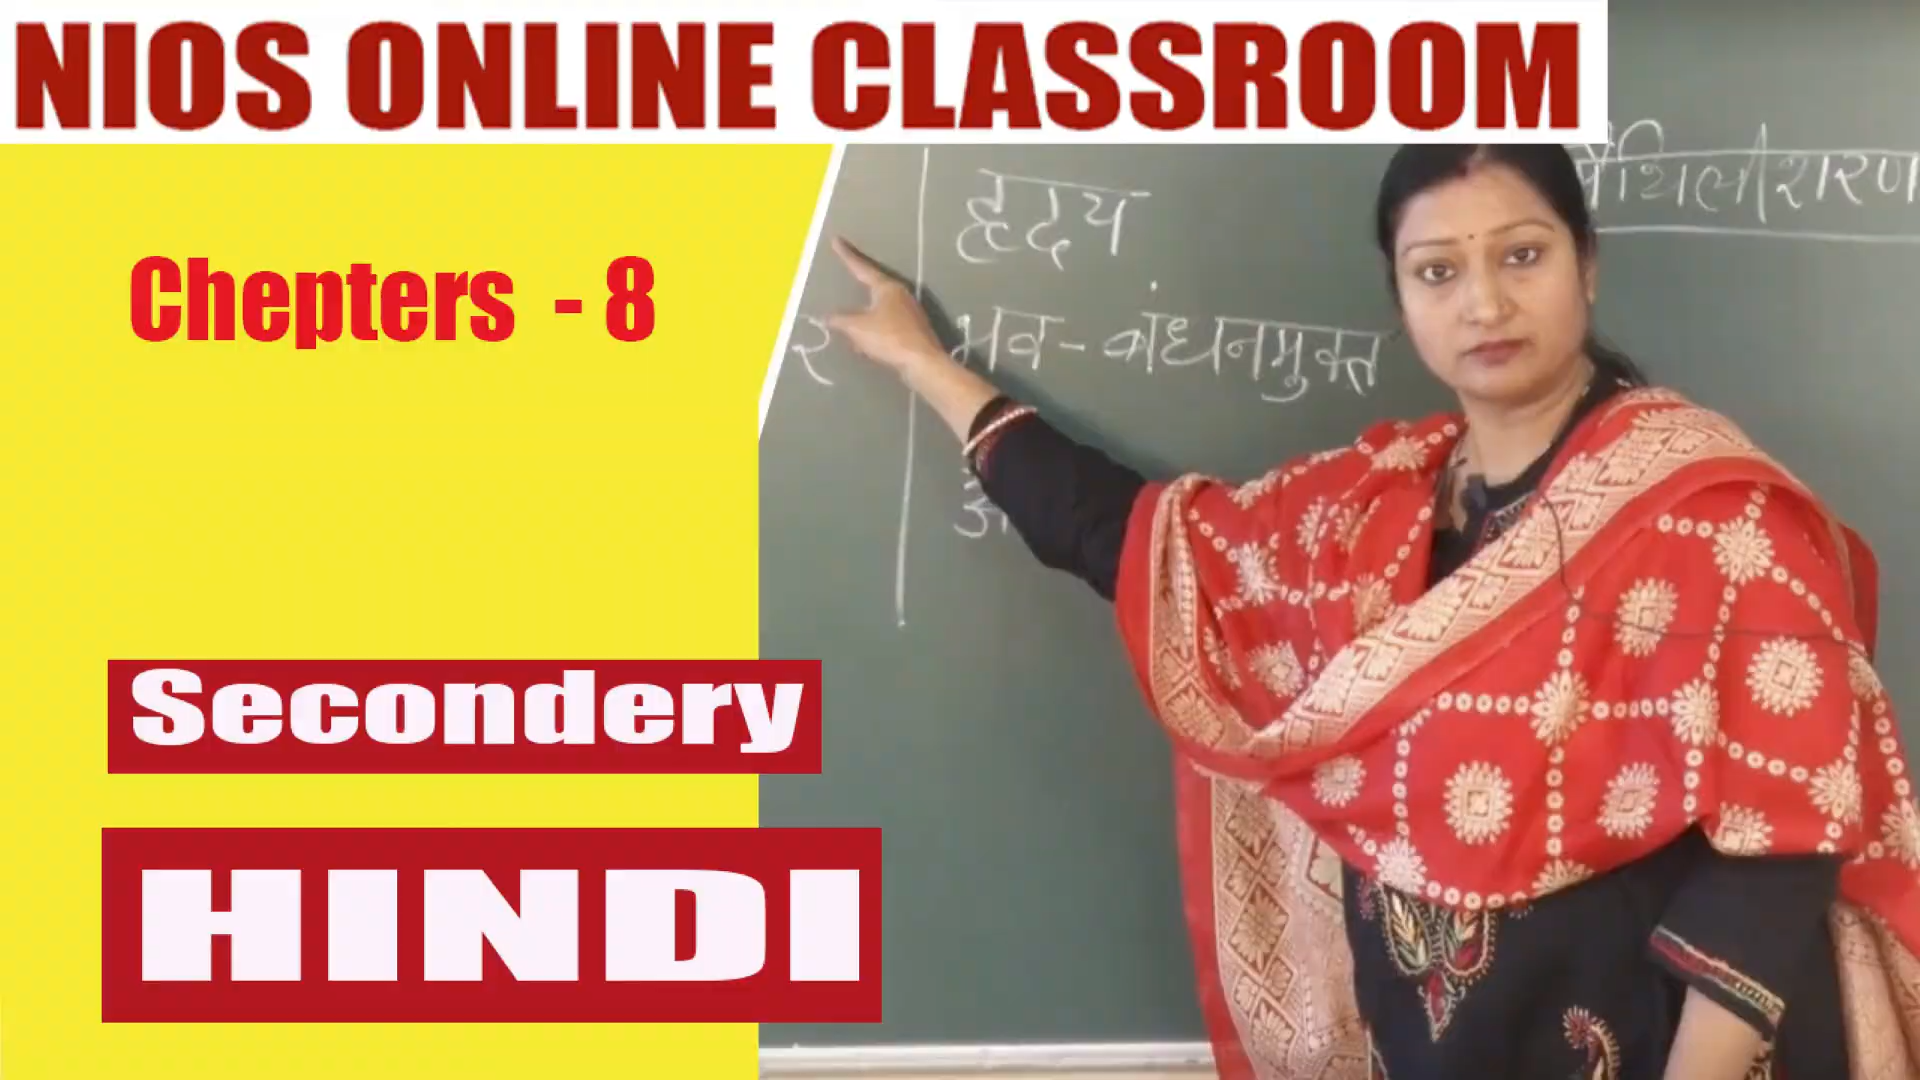 NIOS ONLINE CLASSROOM
मैथिलीशरण
हृदय
Chepters - 8
भव-बंधनमुक्त
Secondery
HINDI